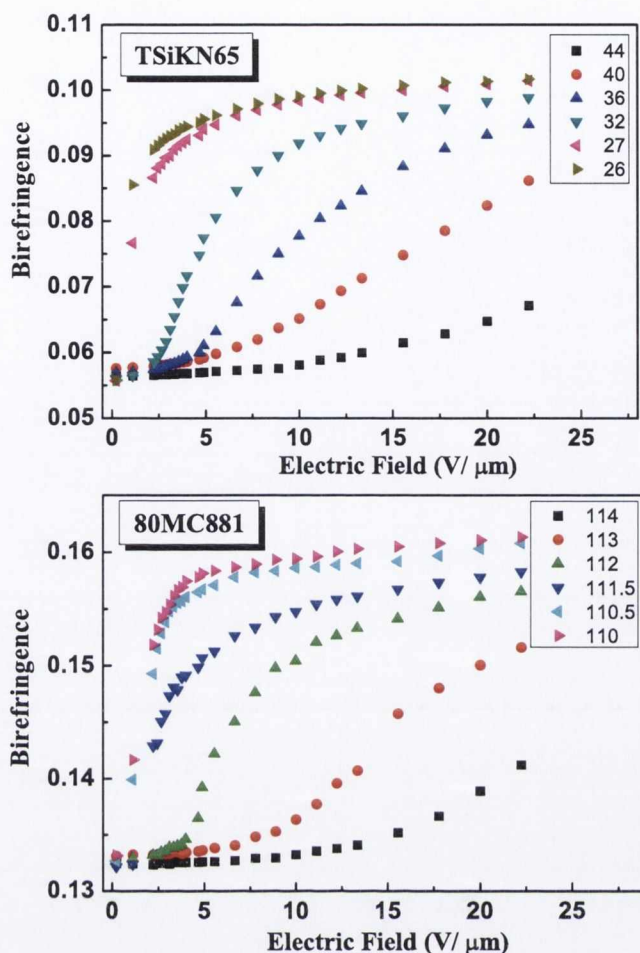 TSiKN65
0.11
0.10
0.09
0.08
0.07
0.06
0.05
Birefringence
44
40
36
32
27
26
0 5 10 15 20 25
Electric Field (V/ μm)
80MC881
0.16
0.15
0.14
0.13
Birefringence
114
113
112
111.5
110.5
110
0 5 10 15 20 25
Electric Field (V/ μm)